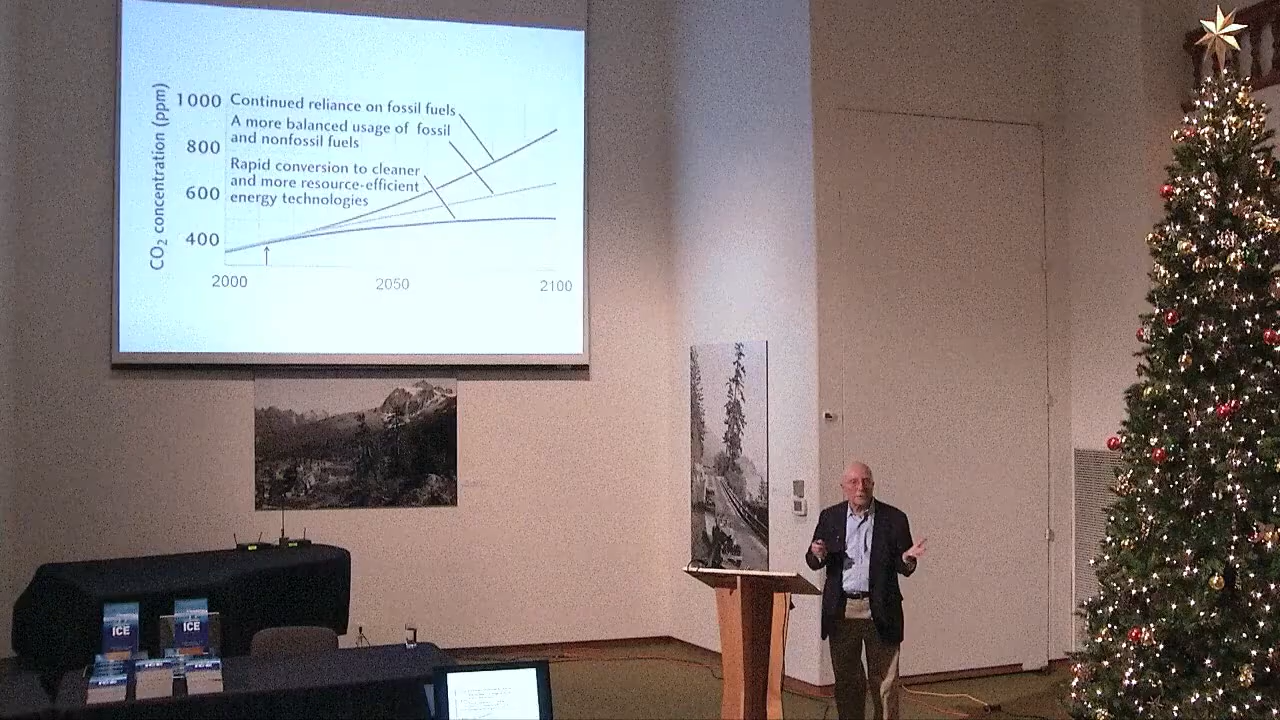 1000
Continued reliance on fossil fuels
A more balanced usage of fossil
and nonfossil fuels
800
Rapid conversion to cleaner
and more resource-efficient
energy technologies
600
400
CO₂ concentration (ppm)
2000
2050
2100
ICE
ICE